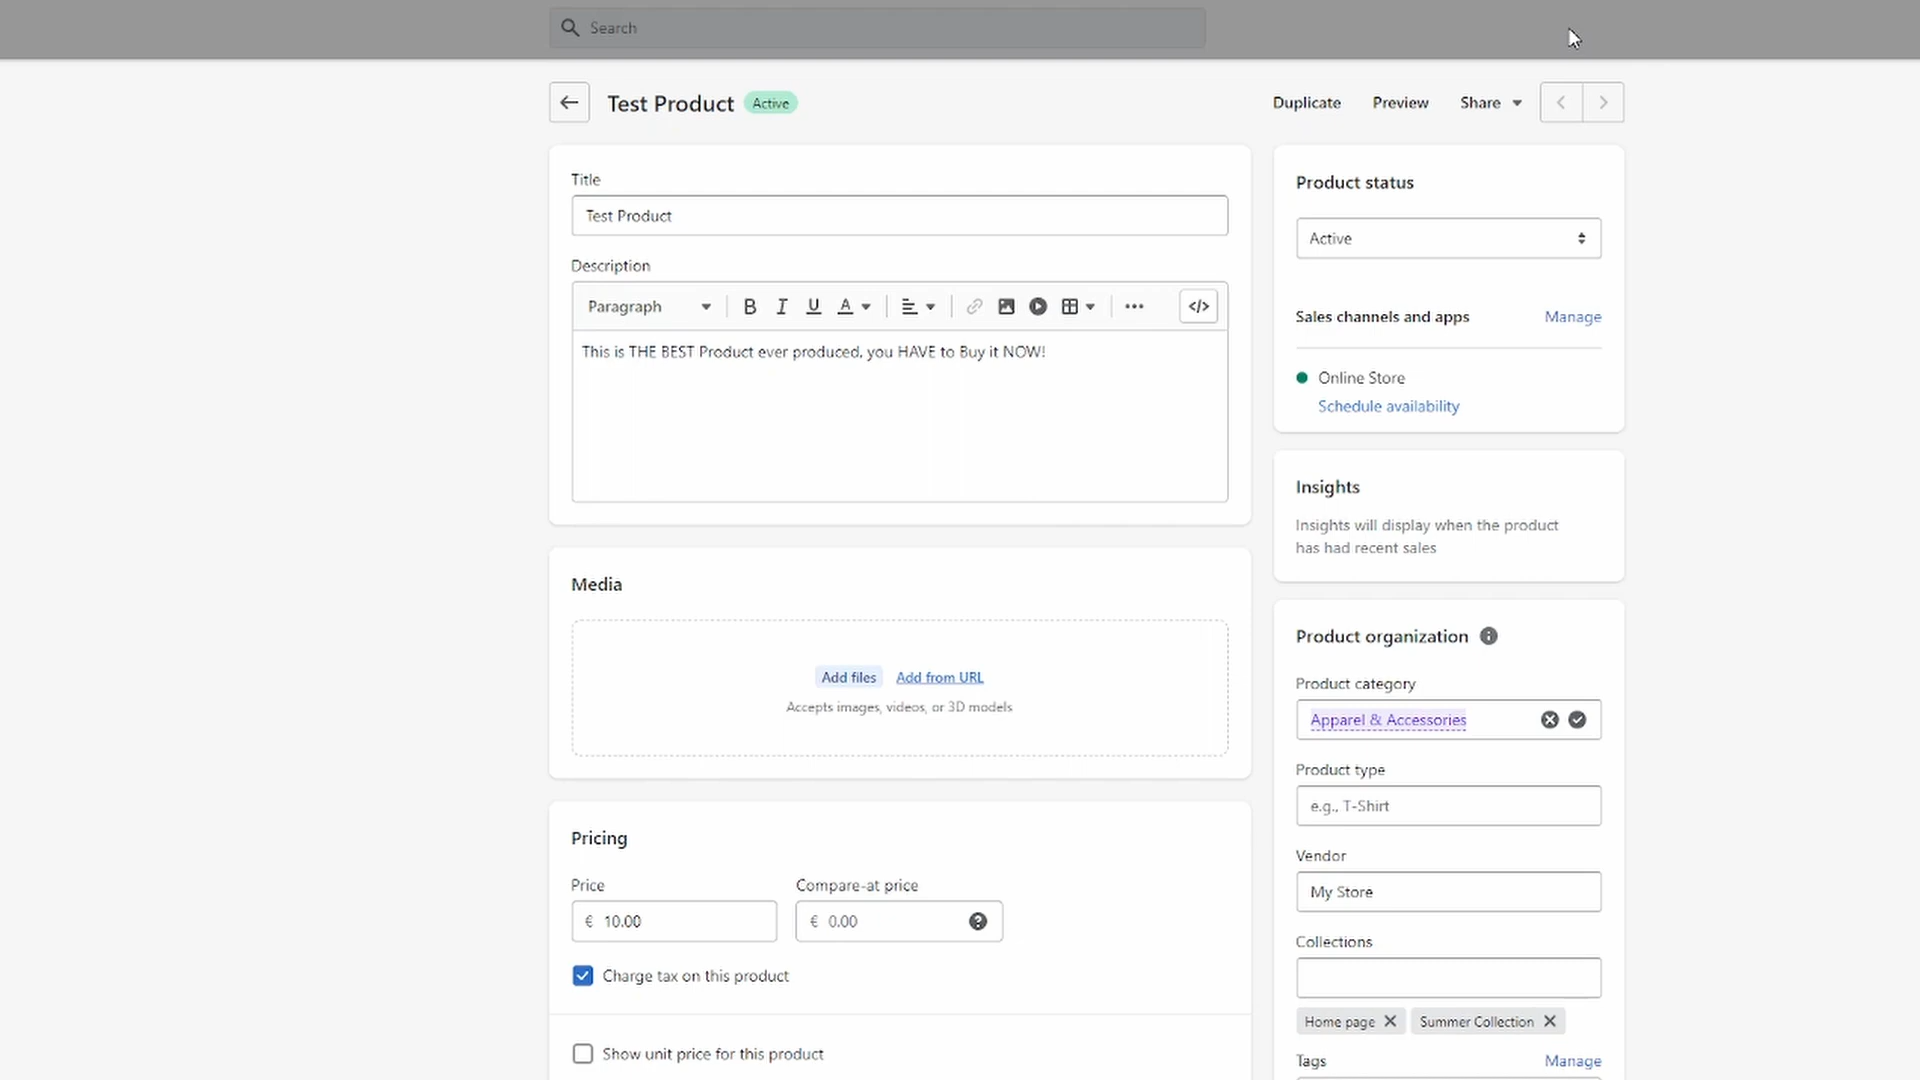 Search
Test Product Active
Duplicate Preview Share
Title
Test Product
Description
Paragraph B I U A </>
This is THE BEST Product ever produced, you HAVE to Buy it NOW!
Media
Add files Add from URL
Accepts images, videos, or 3D models
Pricing
Price Compare-at price
€ 10.00 € 0.00
Charge tax on this product
Show unit price for this product
Product status
Active
Sales channels and apps Manage
Online Store
Schedule availability
Insights
Insights will display when the product
has had recent sales
Product organization
Product category
Apparel & Accessories
Product type
e.g., T-Shirt
Vendor
My Store
Collections
Home page Summer Collection
Tags Manage